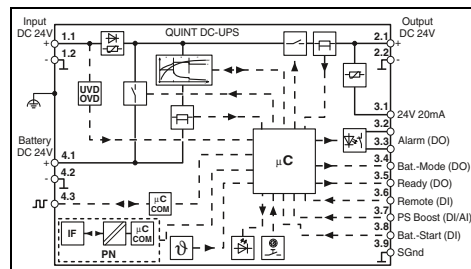 Input
DC 24V
QUINT DC-UPS
Output
DC 24V
+
1.1
2.1
+
-
1.2
2.2
-
UVD
OVD
3.1
24V 20mA
3.2
Alarm (DO)
3.3
Battery
DC 24V
+
4.1
µC
3.4
Bat.-Mode (DO)
-
4.2
3.5
Ready (DO)
4.3
µC
COM
3.6
Remote (DI)
3.7
PS Boost (DI/AI)
IF
µC
COM
PN
ϑ
3.8
Bat.-Start (DI)
3.9
SGnd